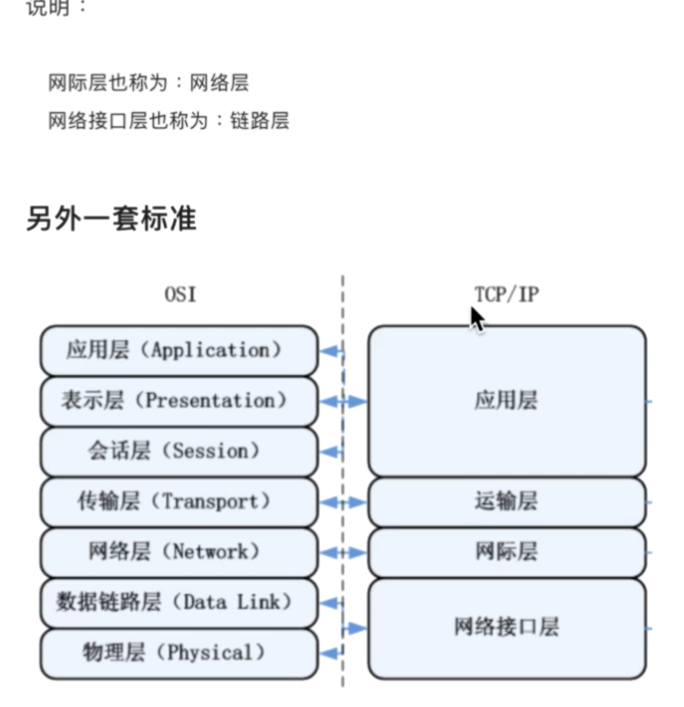 说明：
网际层也称为：网络层
网络接口层也称为：链路层
另外一套标准
OSI
TCP/IP
应用层（Application）
表示层（Presentation）
会话层（Session）
传输层（Transport）
网络层（Network）
数据链路层（Data Link）
物理层（Physical）
应用层
运输层
网际层
网络接口层